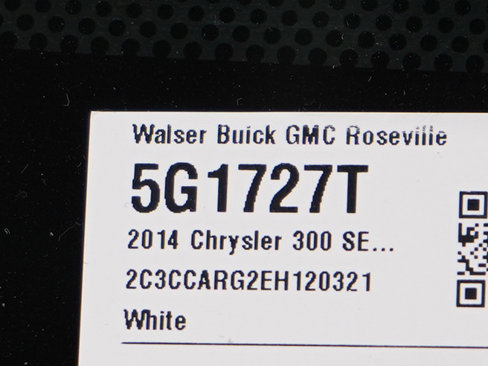 Walser Buick GMC Roseville
5G1727T
2014 Chrysler 300 SE...
2C3CCARG2EH120321
White